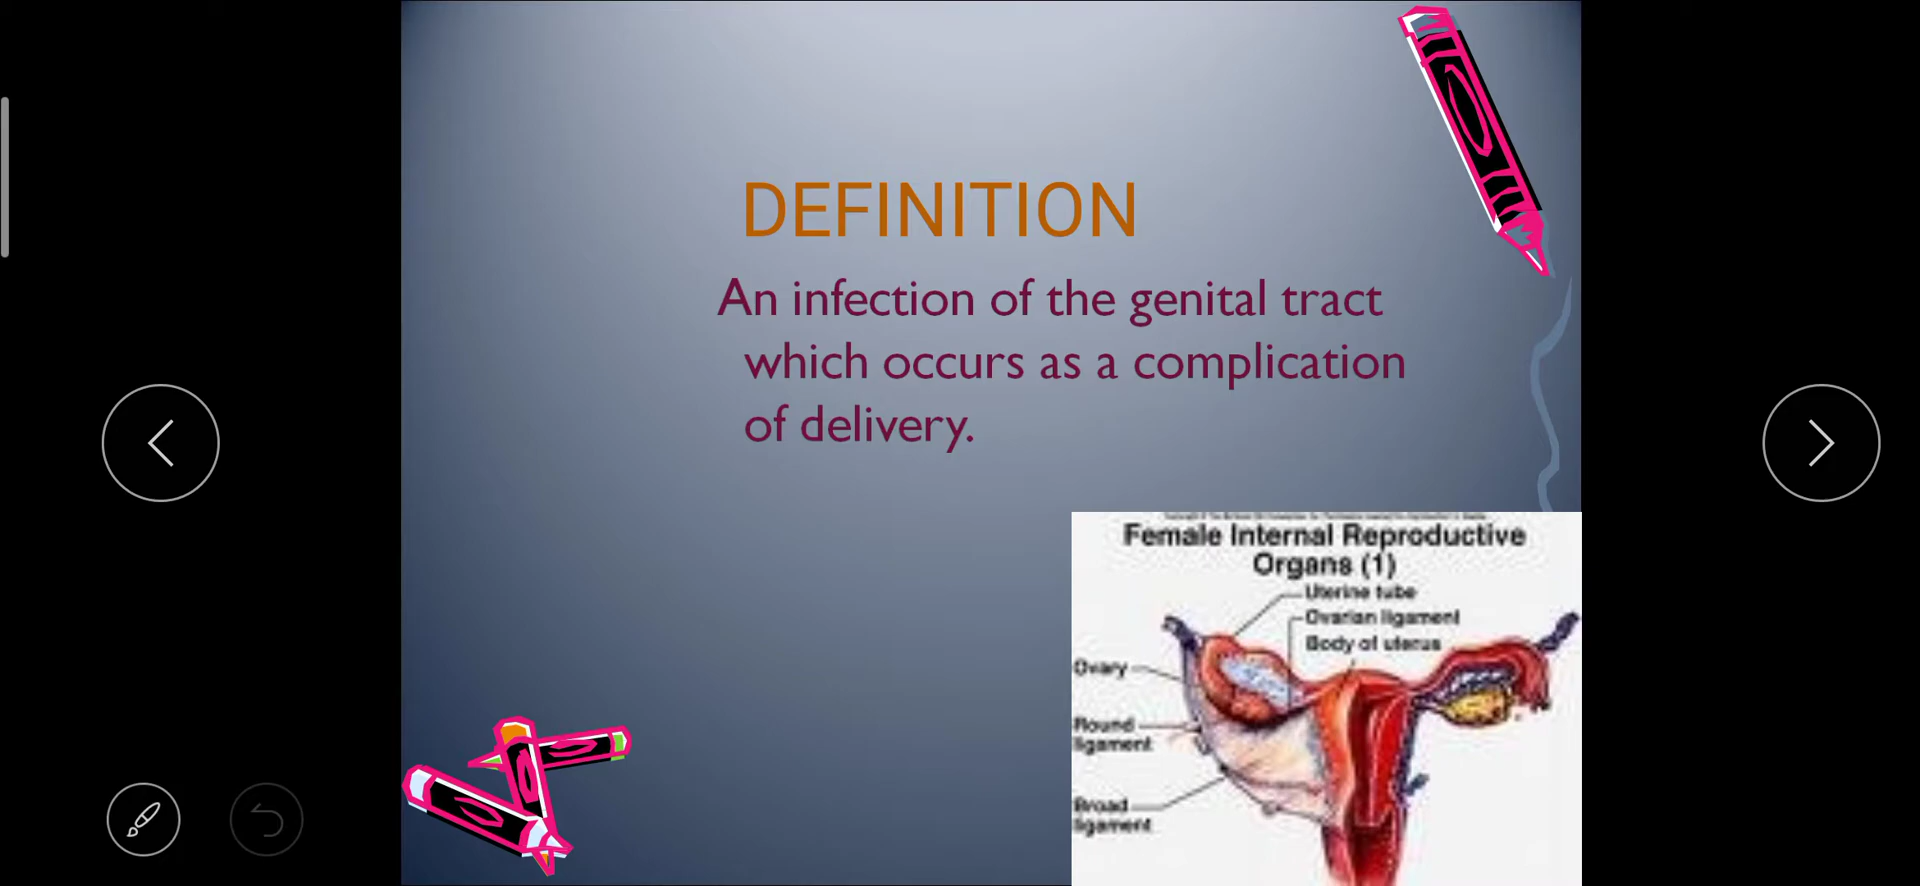 DEFINITION
An infection of the genital tract
which occurs as a complication
of delivery.
Female Internal Reproductive
Organs (1)
Uterine tube
Ovarian ligament
Body of uterus
Ovary
Round
ligament
Broad
ligament